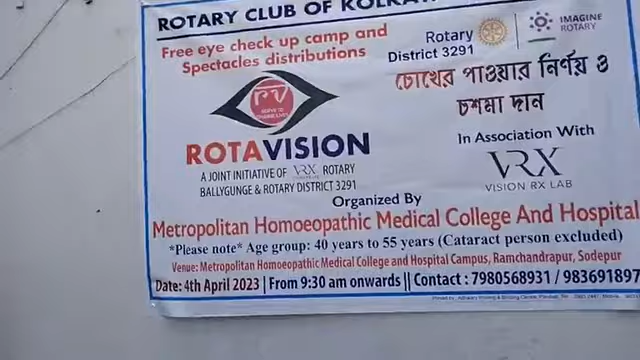 ROTARY CLUB OF
Free eye check up camp and
Spectacles distributions
Rotary
District 3291
IMAGINE
ROTARY
চোখের পাওয়ার নির্ণয় ও
চশমা দান
rv
ROTAVISION
A JOINT INITIATIVE OF VRX ROTARY
BALLYGUNGE & ROTARY DISTRICT 3291
In Association With
VRX
VISION RX LAB
Organized By
Metropolitan Homoeopathic Medical College And Hospital
*Please note* Age group: 40 years to 55 years (Cataract person excluded)
Venue: Metropolitan Homoeopathic Medical College and Hospital Campus, Ramchandrapur, Sodepur
Date: 4th April 2023 | From 9:30 am onwards || Contact : 7980568931 / 983691897